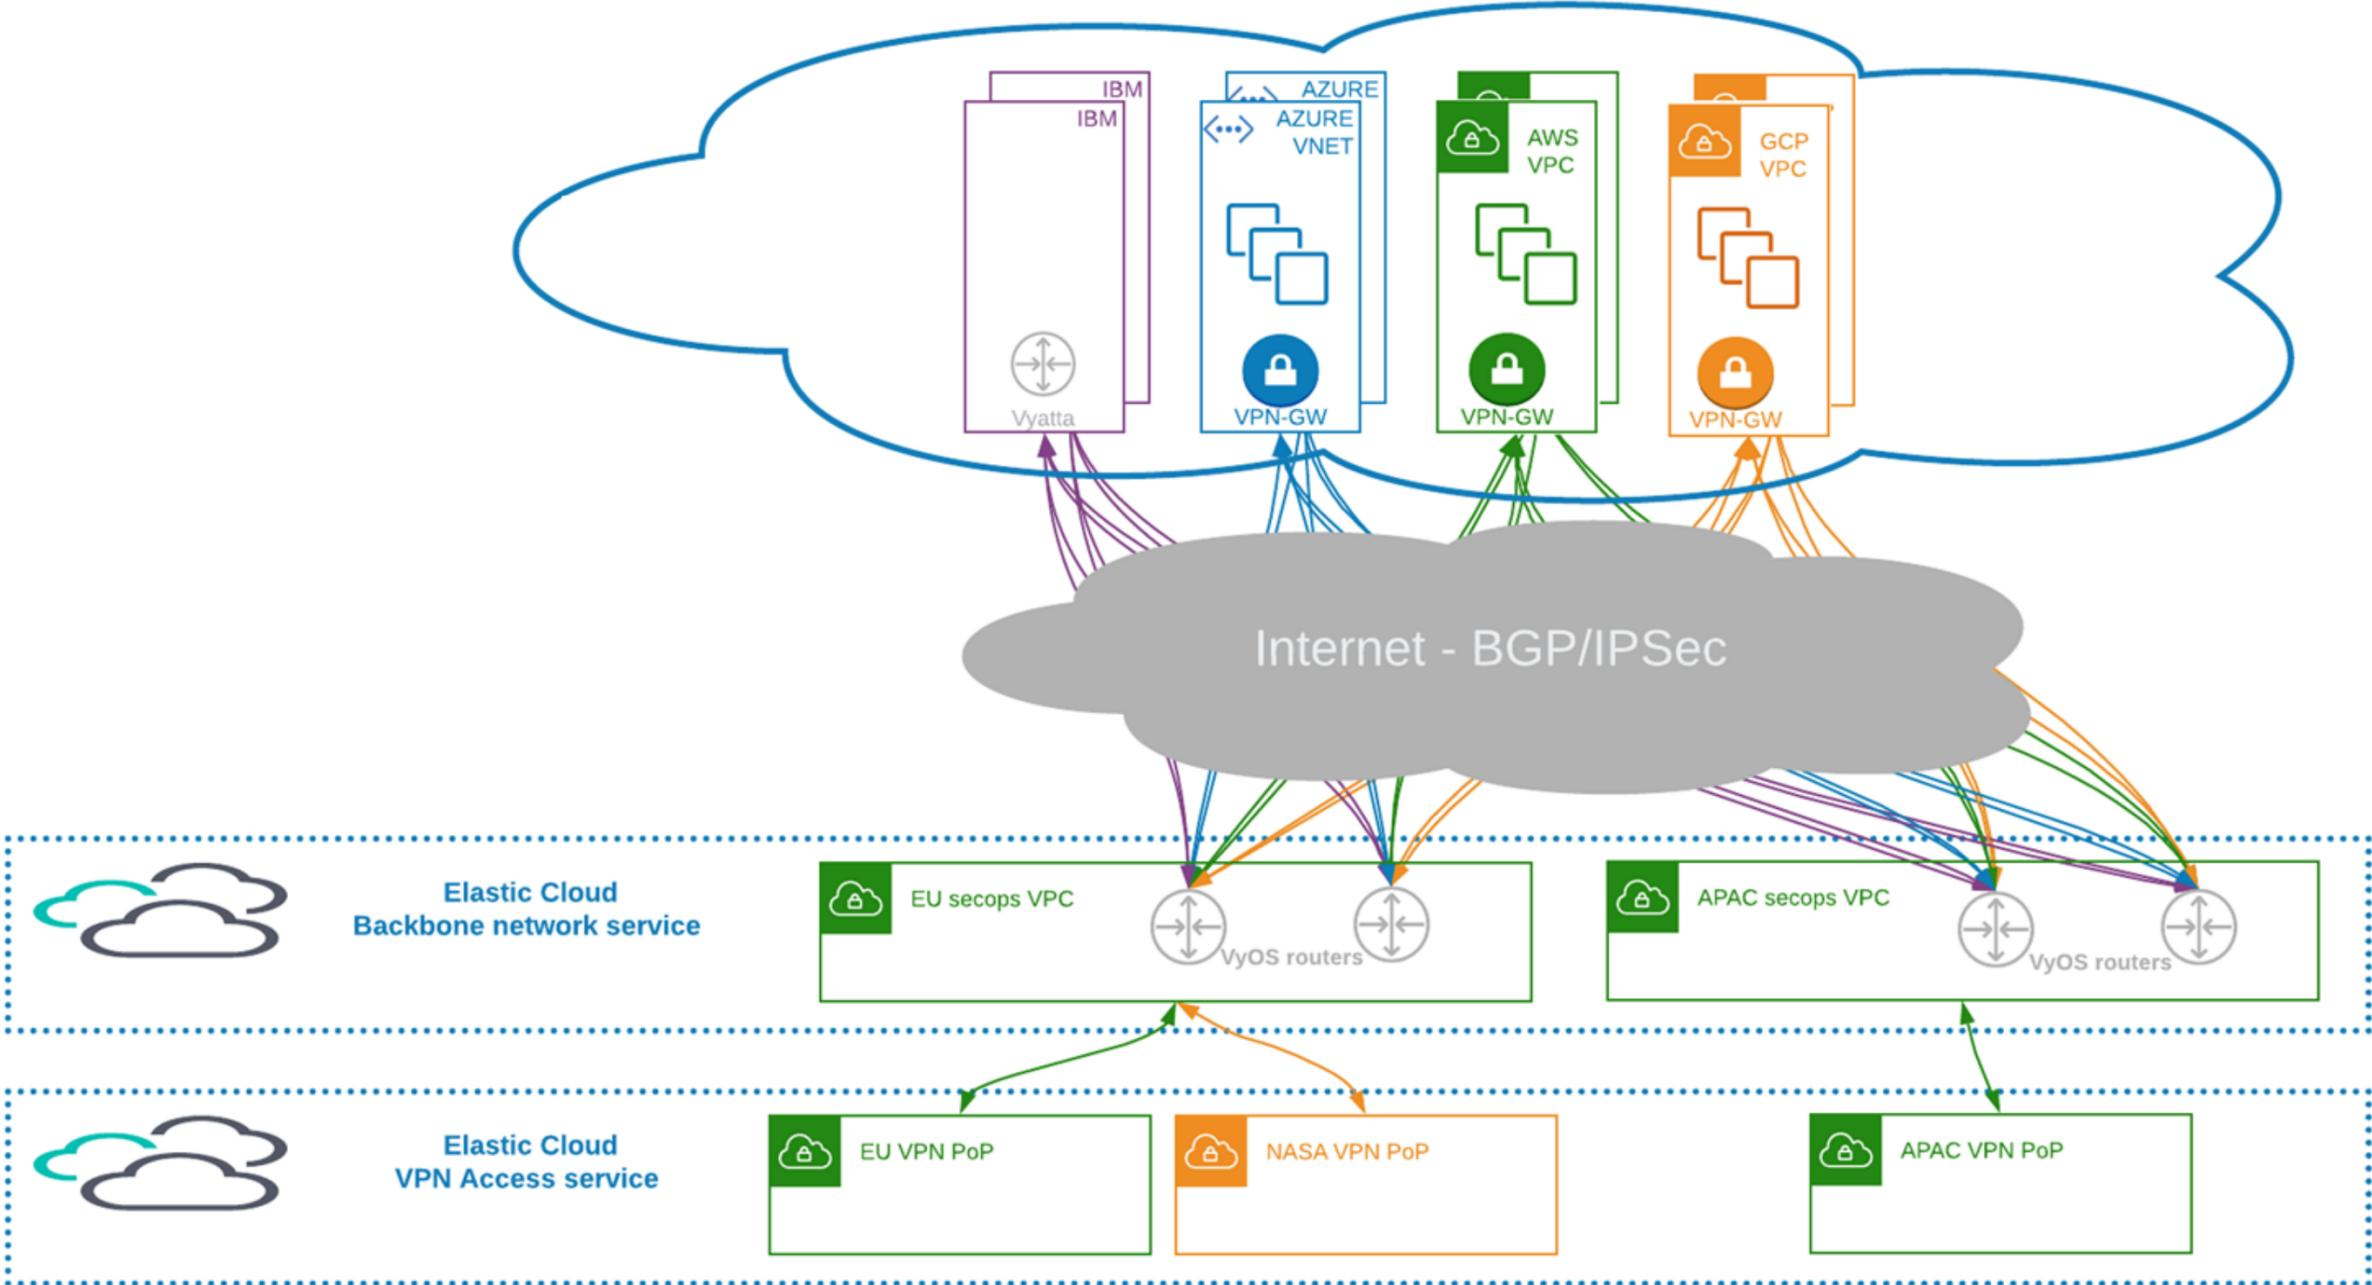 IBM
IBM
AZURE
AZURE
VNET
AWS
VPC
GCP
VPC
Vyatta
VPN-GW
VPN-GW
VPN-GW
Internet - BGP/IPSec
Elastic Cloud
Backbone network service
EU secops VPC
VyOS routers
APAC secops VPC
VyOS routers
Elastic Cloud
VPN Access service
EU VPN PoP
NASA VPN PoP
APAC VPN PoP